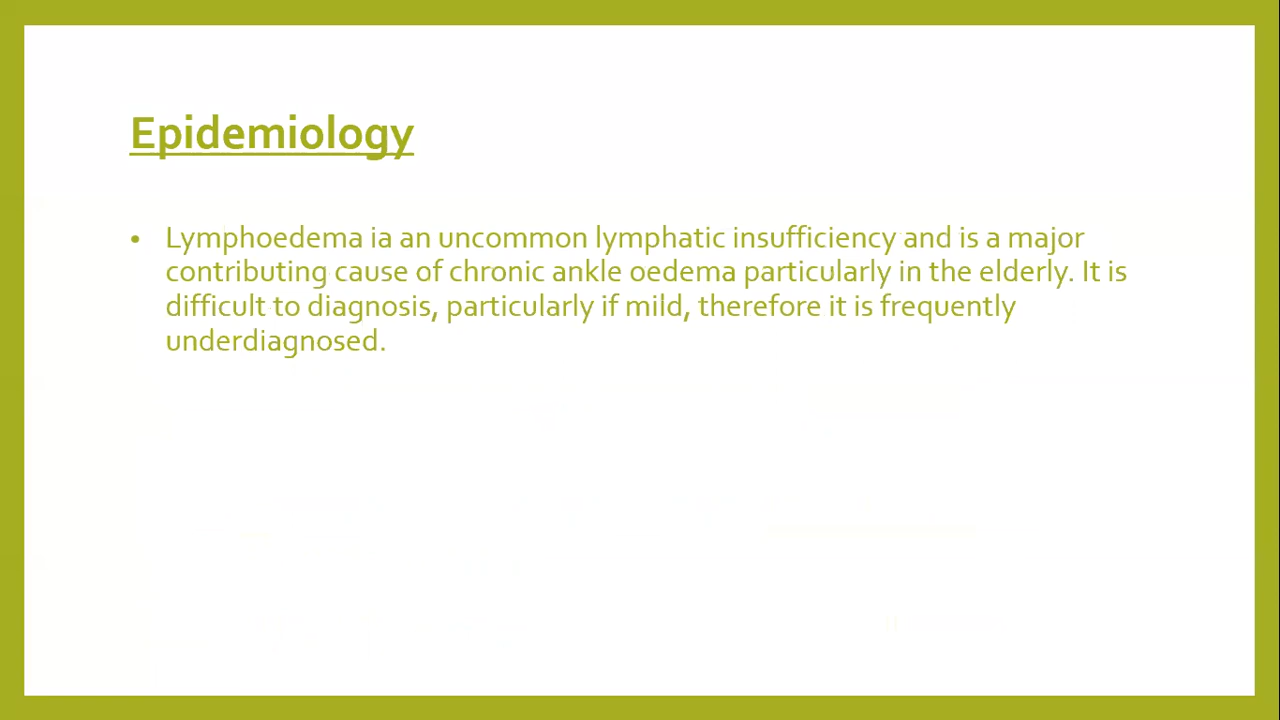 Epidemiology
• Lymphoedema ia an uncommon lymphatic insufficiency and is a major
contributing cause of chronic ankle oedema particularly in the elderly. It is
difficult to diagnosis, particularly if mild, therefore it is frequently
underdiagnosed.